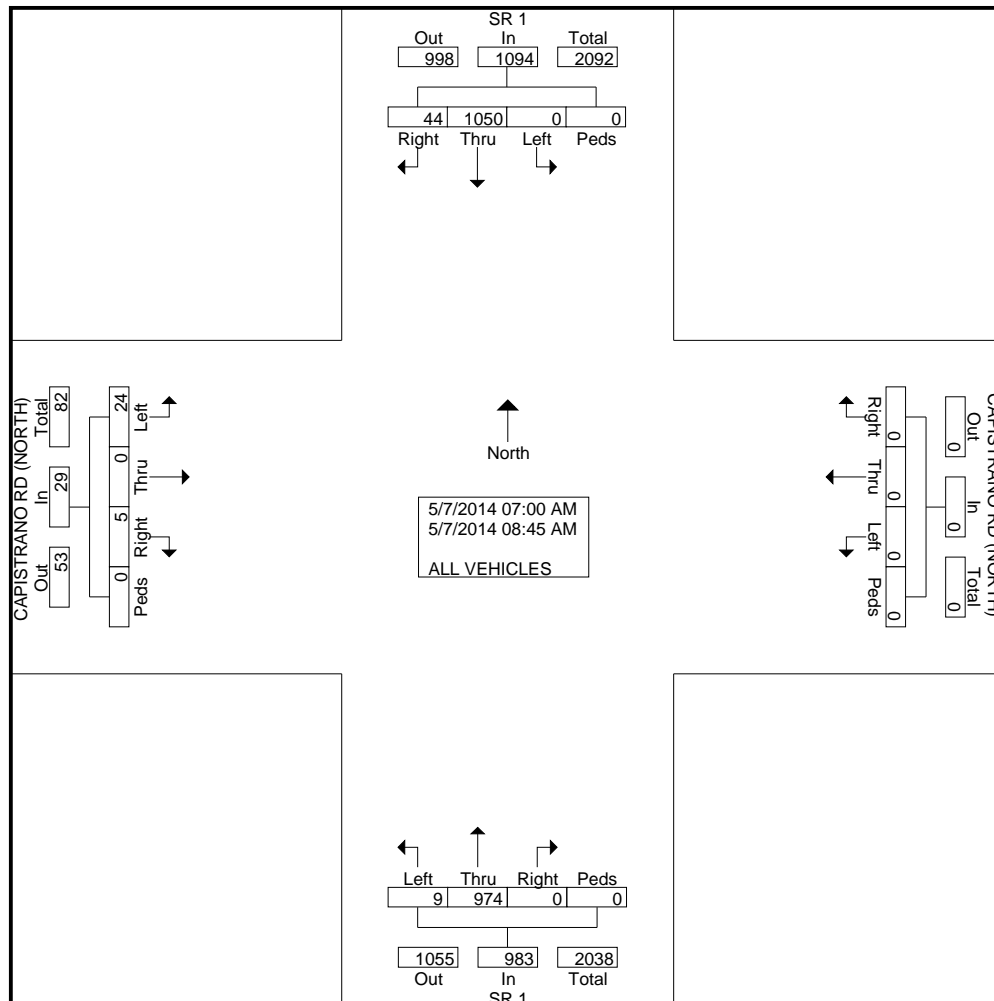 SR 1
Out In Total
998 1094 2092
44 1050 0 0
Right Thru Left Peds
CAPISTRANO RD (NORTH)
Total In Out
82 29 53
24 0 5 0
Left Thru Right Peds
North
5/7/2014 07:00 AM
5/7/2014 08:45 AM
ALL VEHICLES
Right Thru Left Peds
0 0 0 0
0 0 0
Out In Total
CAPISTRANO RD (NORTH)
Left Thru Right Peds
9 974 0 0
1055 983 2038
Out In Total
SR 1